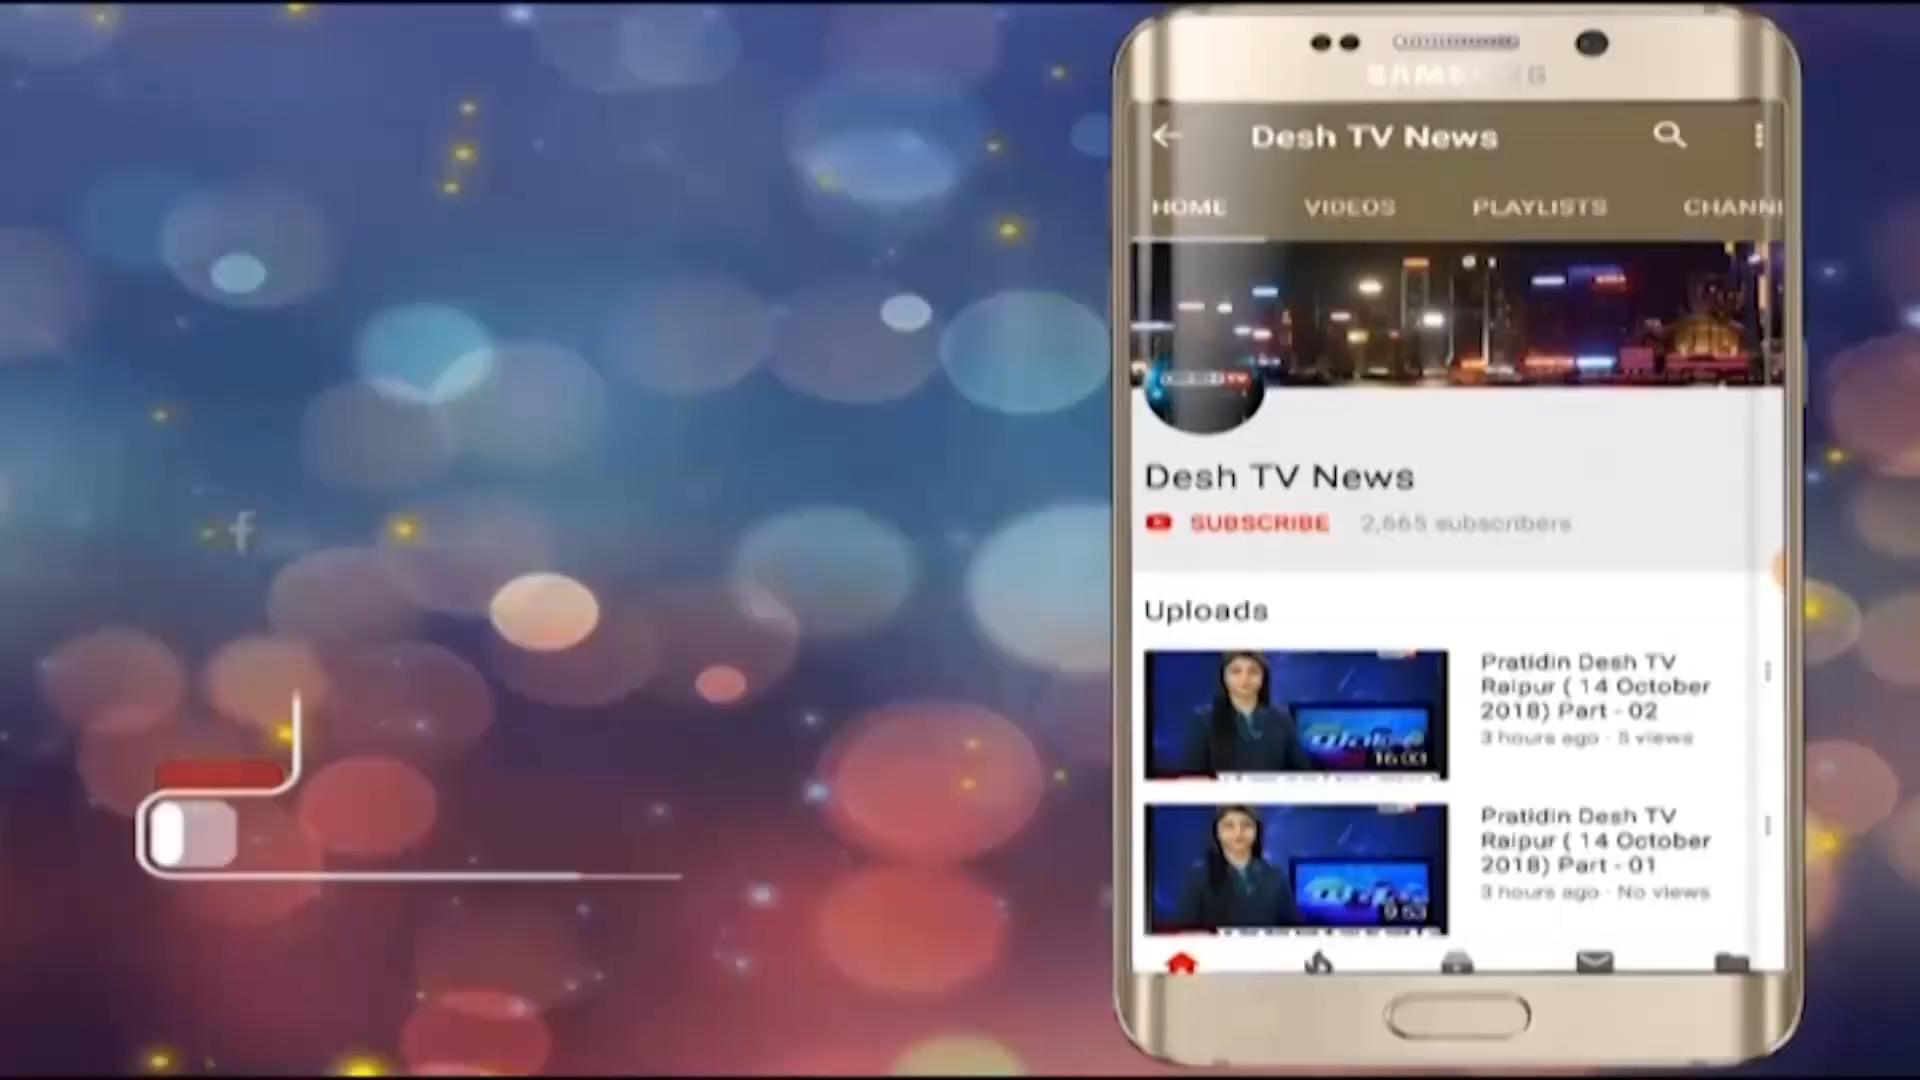 SAMSUNG
Desh TV News
HOME VIDEOS PLAYLISTS CHANNI
Desh TV News
SUBSCRIBE 2,665 subscribers
Uploads
Pratidin Desh TV
Raipur ( 14 October
2018) Part - 02
3 hours ago · 5 views
16:03
Pratidin Desh TV
Raipur ( 14 October
2018) Part - 01
3 hours ago · No views
9:53
f